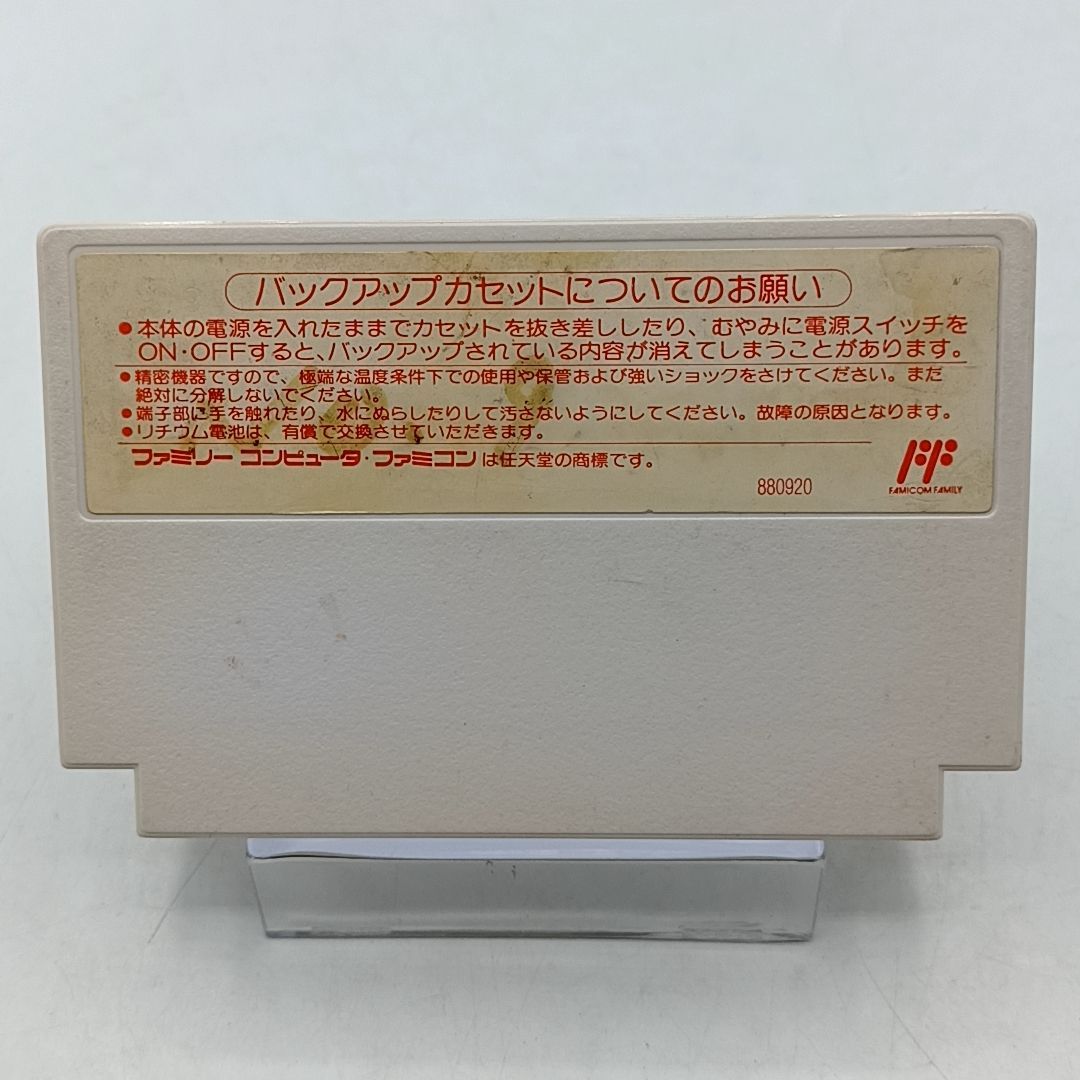 バックアップカセットについてのお願い
●本体の電源を入れたままでカセットを抜き差ししたり、むやみに電源スイッチを
ON・OFFすると、バックアップされている内容が消えてしまうことがあります。
●精密機器ですので、極端な温度条件下での使用や保管および強いショックをさけてください。まだ
絶対に分解しないでください。
●端子部に手を触れたり、水にぬらしたりして汚さないようにしてください。故障の原因となります。
●リチウム電池は、有償で交換させていただきます。
ファミリーコンピュータ・ファミコンは任天堂の商標です。
880920
FAMICOM FAMILY